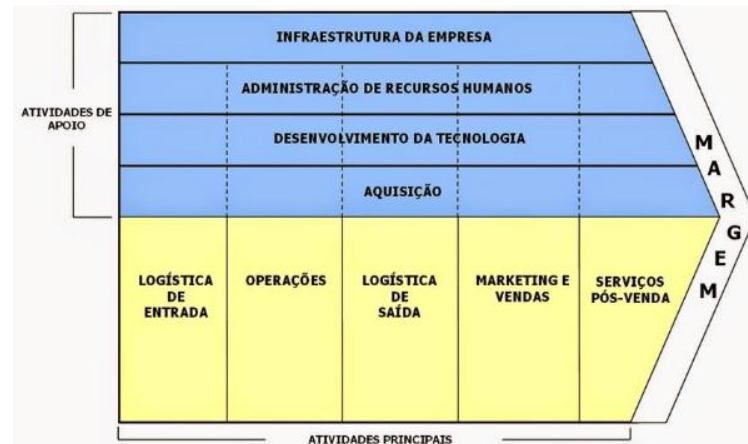 INFRAESTRUTURA DA EMPRESA
ADMINISTRAÇÃO DE RECURSOS HUMANOS
ATIVIDADES DE
APOIO
DESENVOLVIMENTO DA TECNOLOGIA
AQUISIÇÃO
MARGEM
LOGÍSTICA
DE
ENTRADA
OPERAÇÕES
LOGÍSTICA
DE
SAÍDA
MARKETING E
VENDAS
SERVIÇOS
PÓS-VENDA
ATIVIDADES PRINCIPAIS